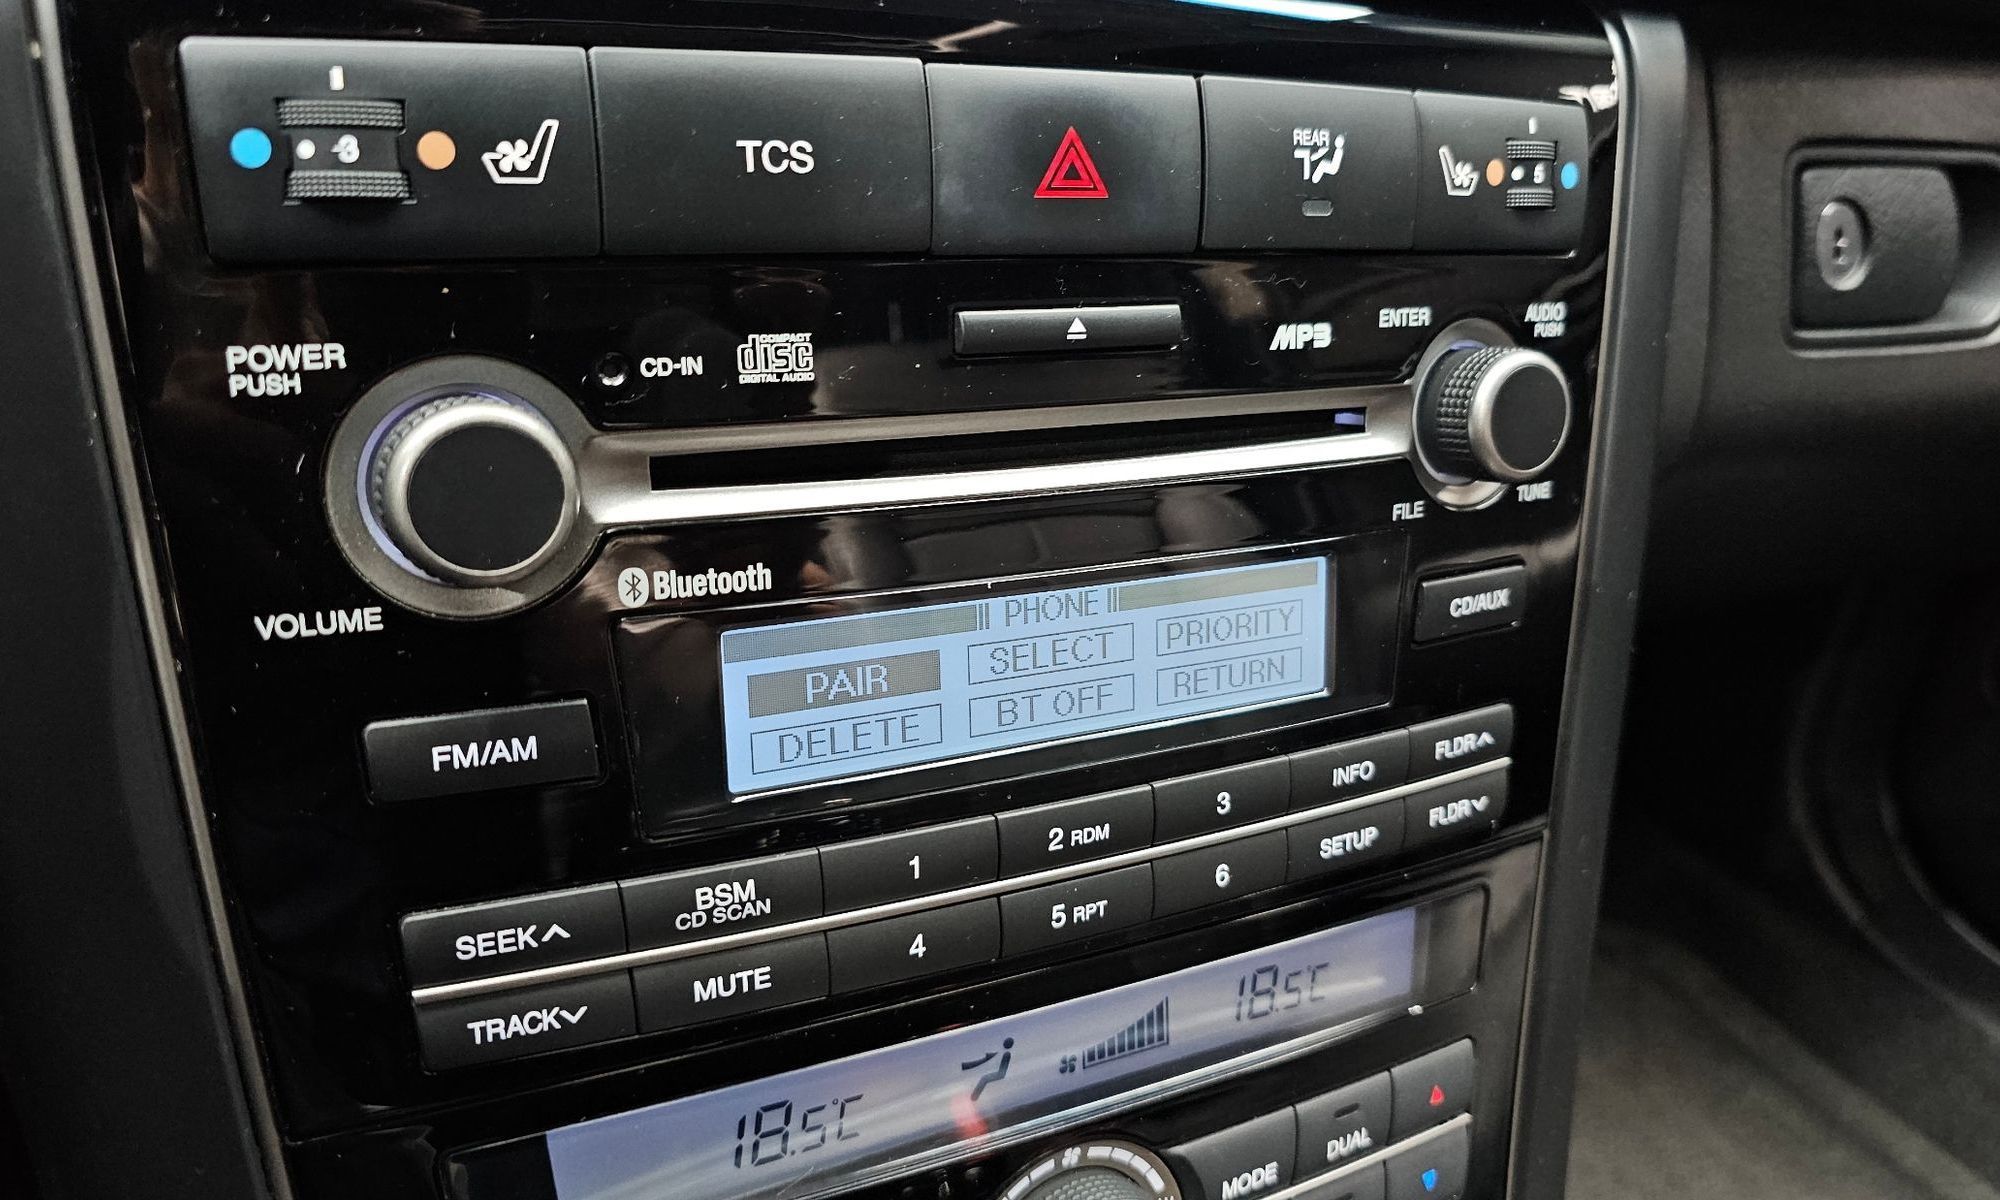 -3
TCS
REAR
5
POWER
PUSH
CD-IN
COMPACT
disc
DIGITAL AUDIO
MP3
ENTER
AUDIO
PUSH
VOLUME
FILE
TUNE
Bluetooth
PHONE
PAIR
SELECT
PRIORITY
DELETE
BT OFF
RETURN
CD/AUX
FM/AM
SEEK
BSM
CD SCAN
1
2 RDM
3
INFO
FLDR
TRACK
MUTE
4
5 RPT
6
SETUP
FLDR
18.5°C
18.5°C
MODE
DUAL